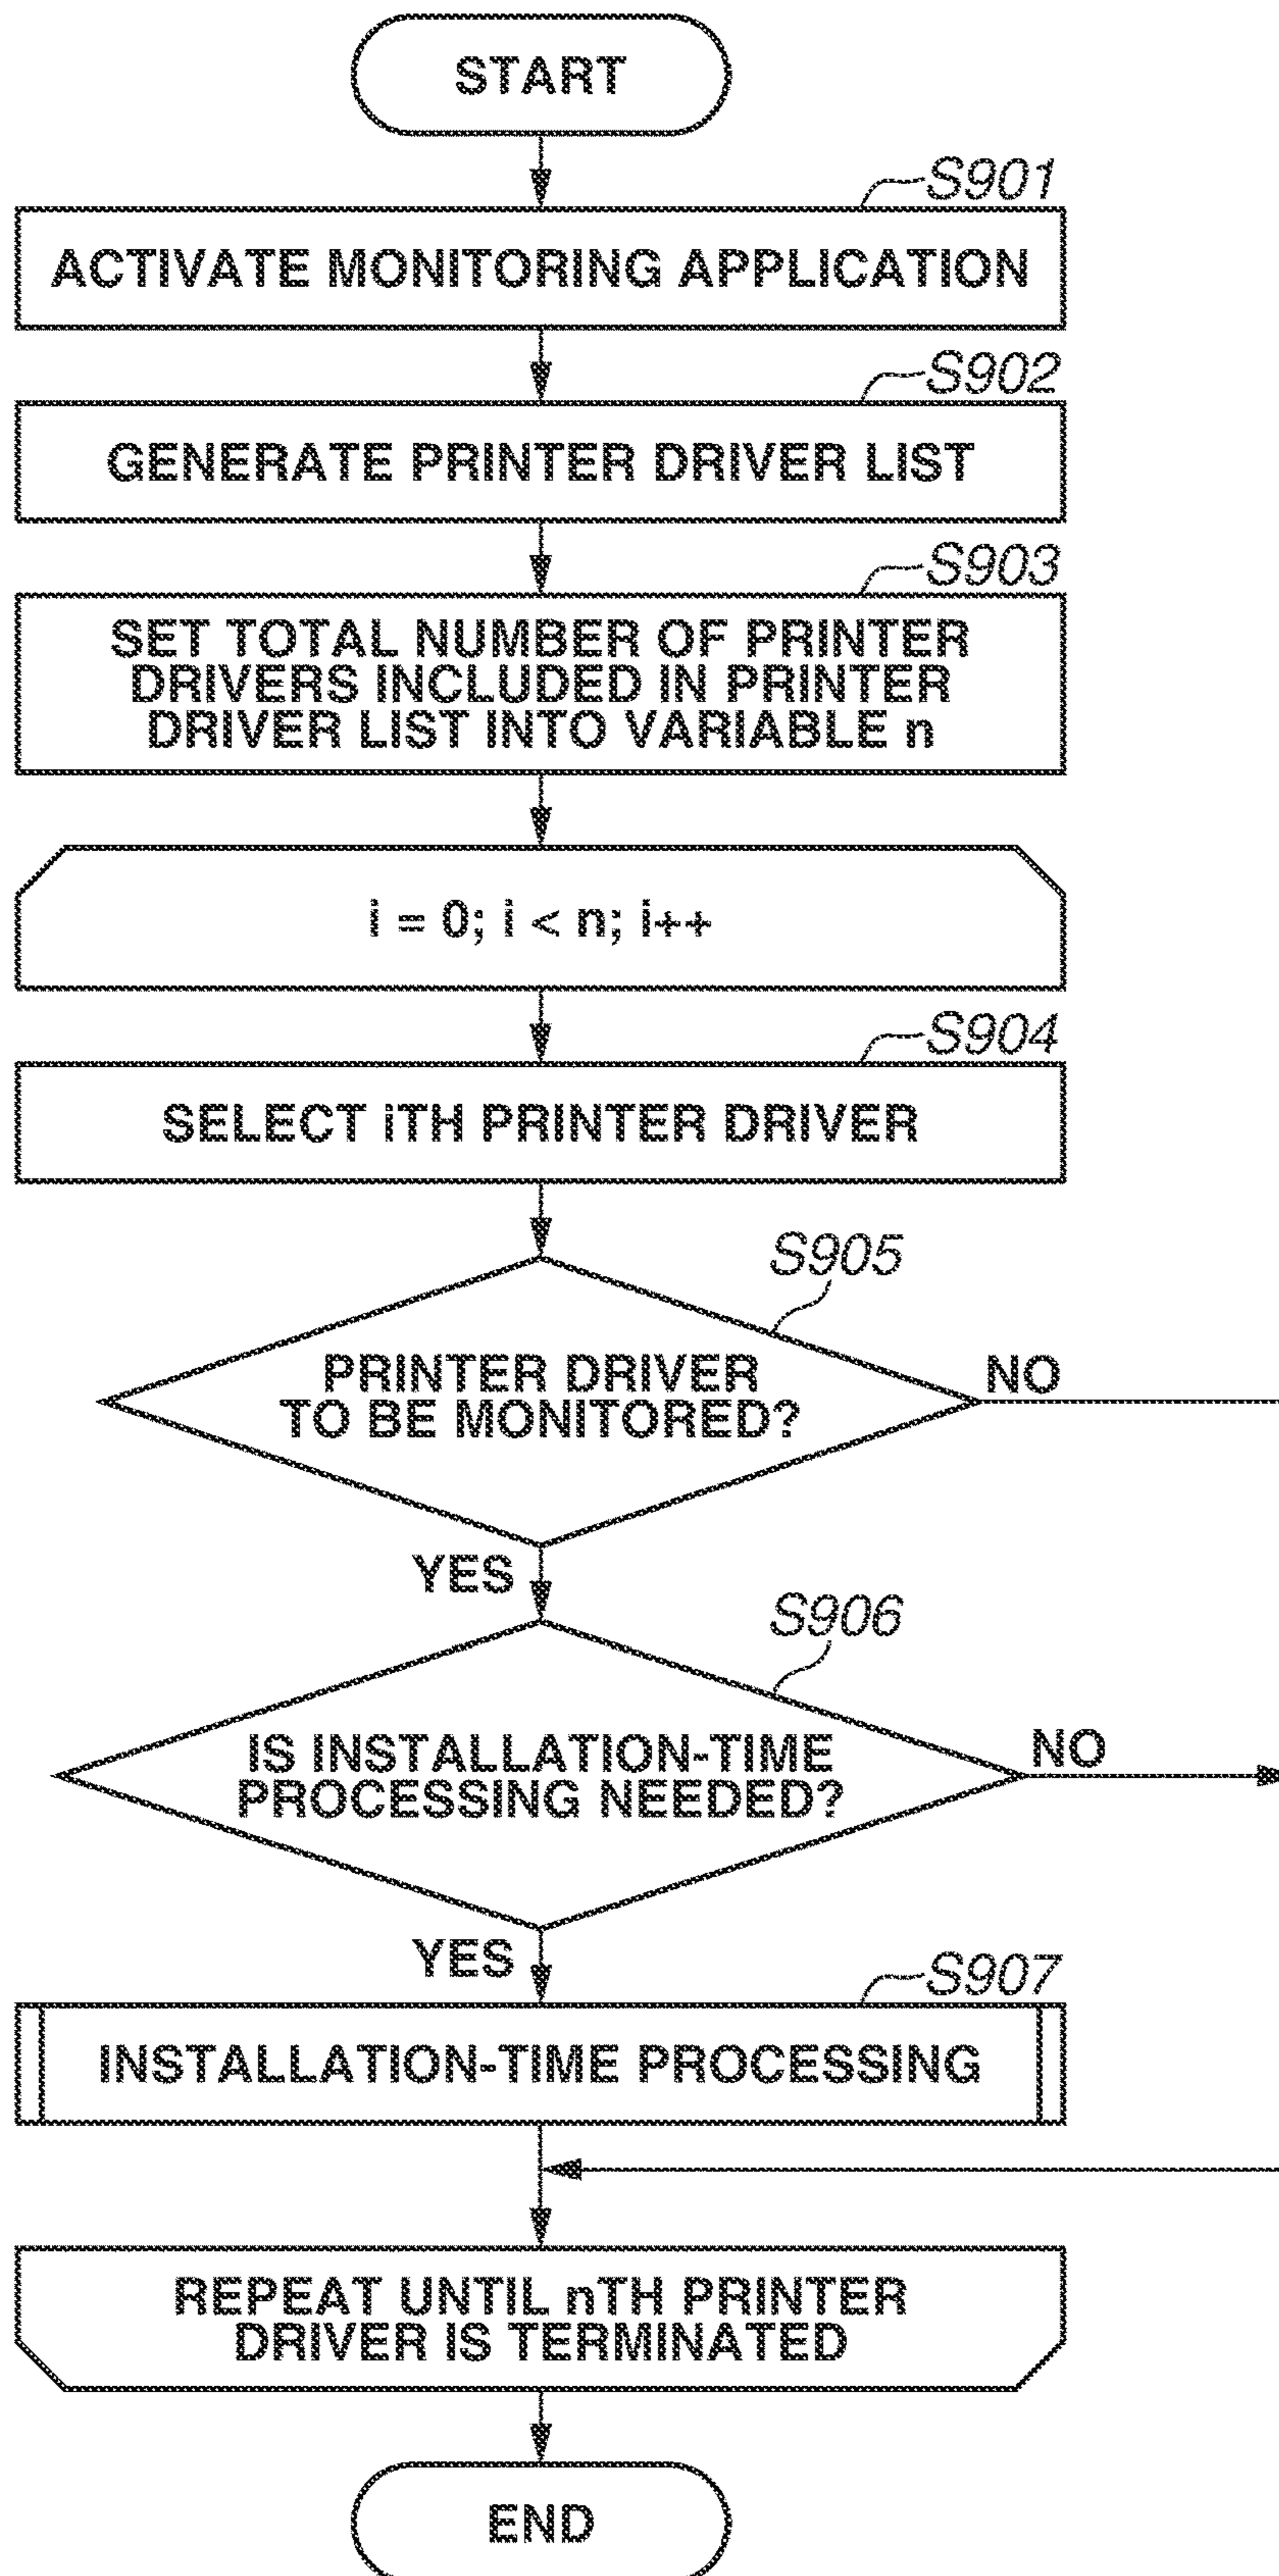 START
S901
ACTIVATE MONITORING APPLICATION
S902
GENERATE PRINTER DRIVER LIST
S903
SET TOTAL NUMBER OF PRINTER
DRIVERS INCLUDED IN PRINTER
DRIVER LIST INTO VARIABLE n
i = 0; i < n; i++
S904
SELECT iTH PRINTER DRIVER
S905
PRINTER DRIVER
TO BE MONITORED?
NO
YES
S906
IS INSTALLATION-TIME
PROCESSING NEEDED?
NO
YES
S907
INSTALLATION-TIME PROCESSING
REPEAT UNTIL nTH PRINTER
DRIVER IS TERMINATED
END